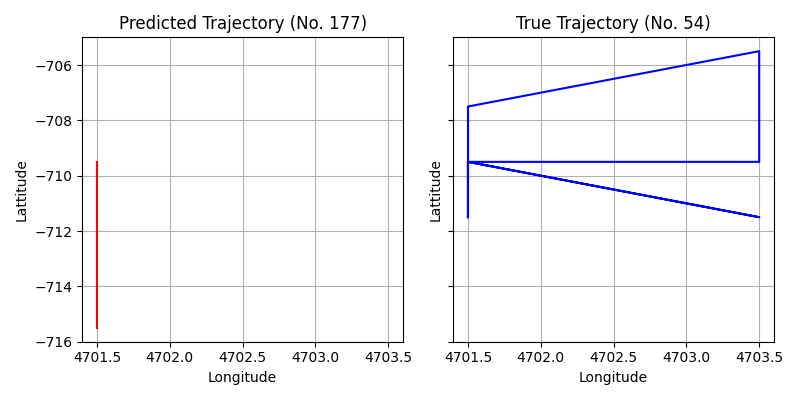 Predicted Trajectory (No. 177)
−706
−708
−710
−712
−714
−716
Lattitude
4701.5 4702.0 4702.5 4703.0 4703.5
Longitude
True Trajectory (No. 54)
Lattitude
4701.5 4702.0 4702.5 4703.0 4703.5
Longitude